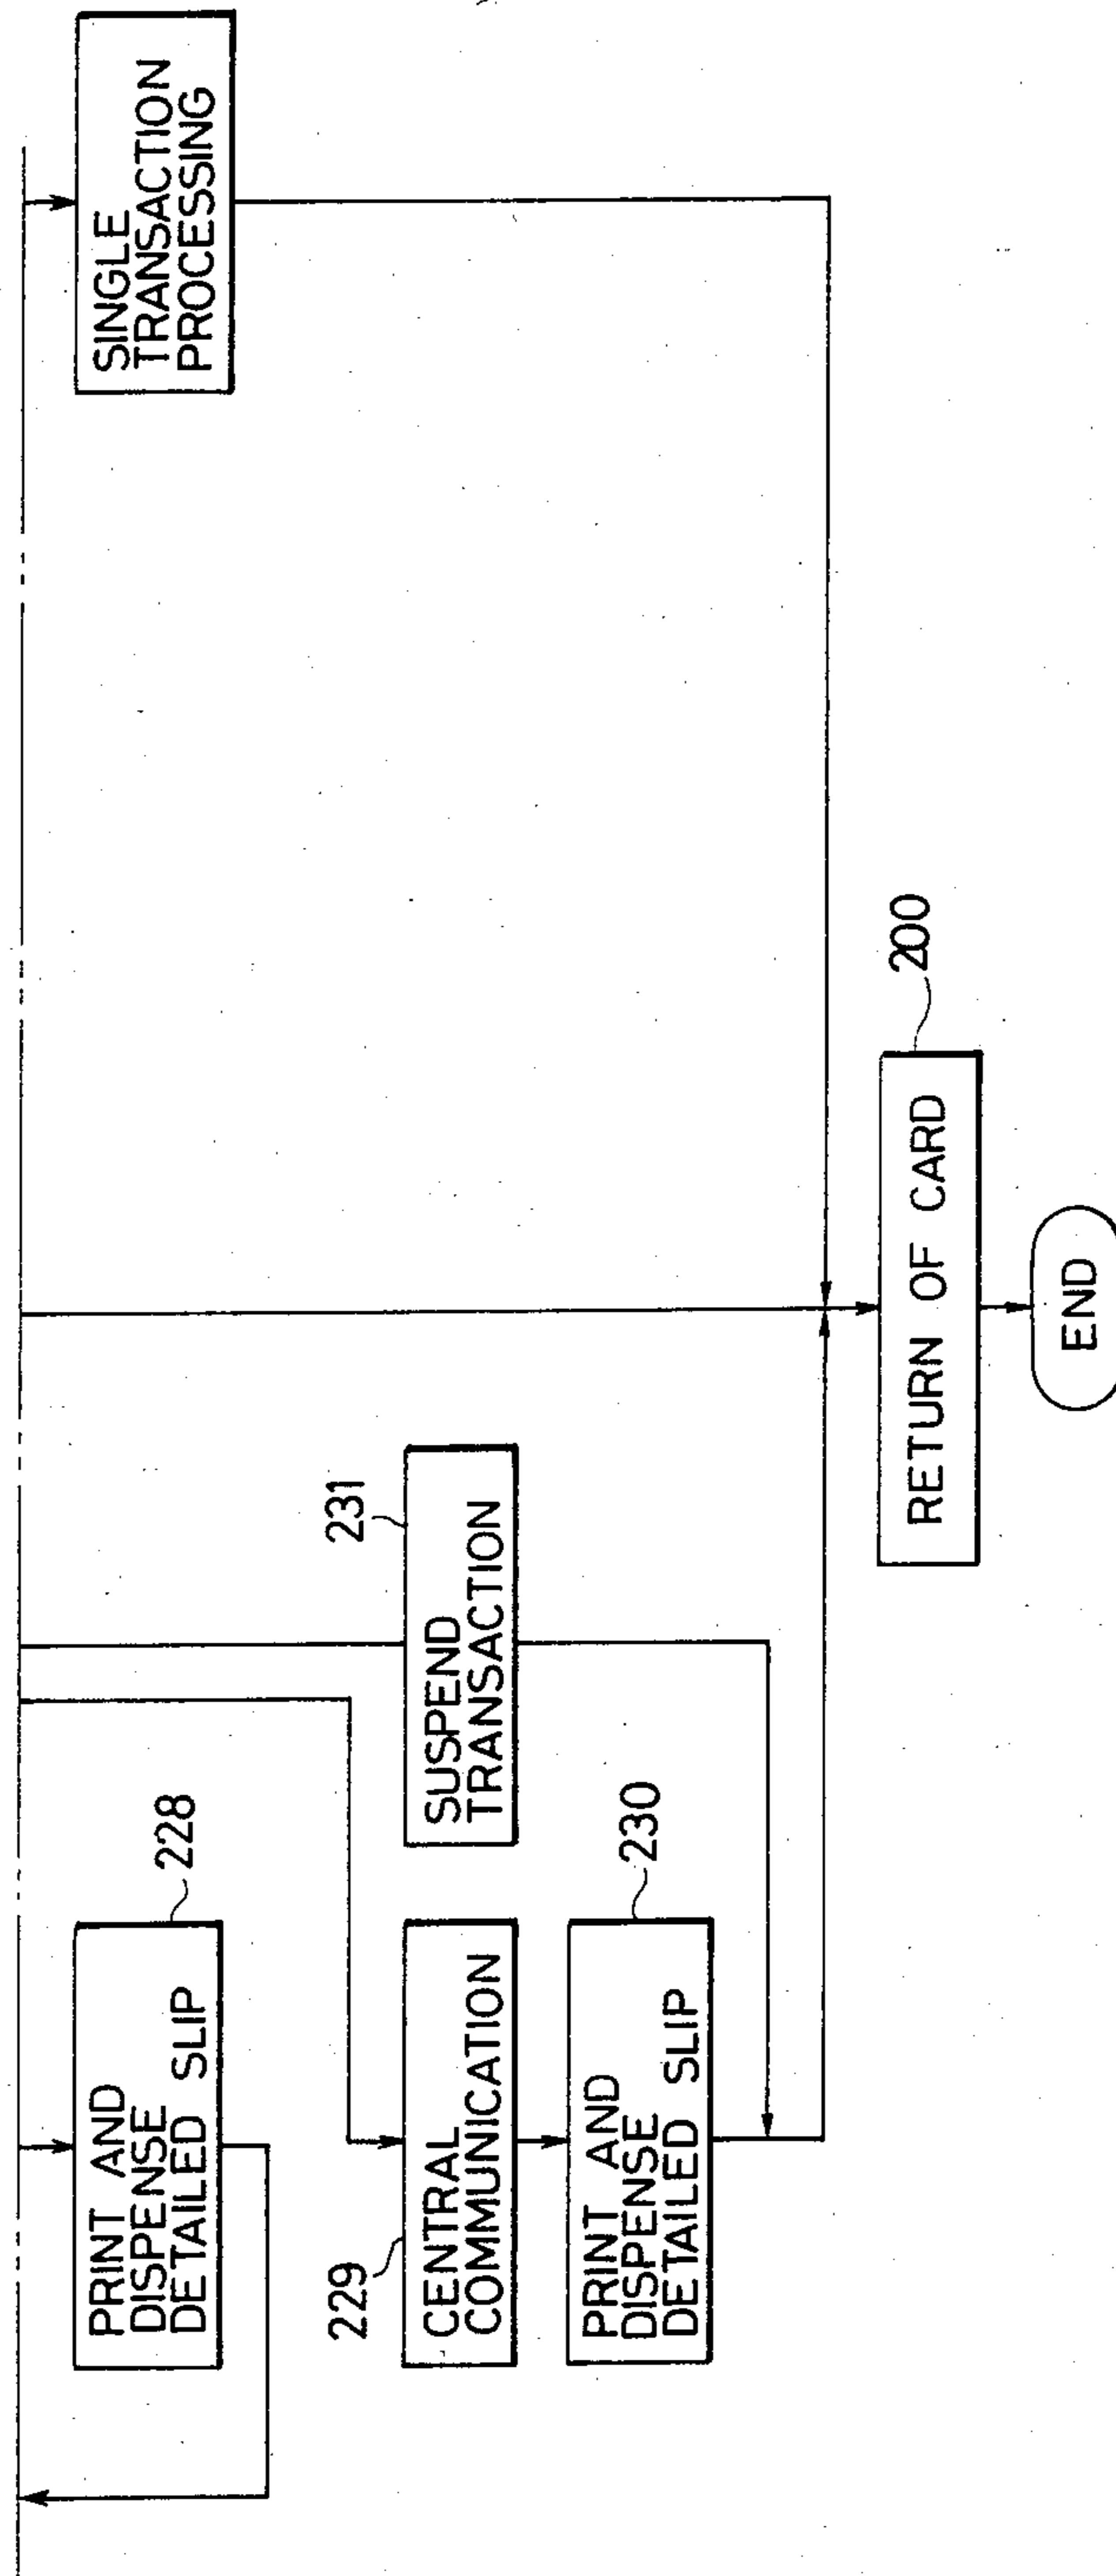 PRINT AND
DISPENSE
DETAILED SLIP
228
SINGLE
TRANSACTION
PROCESSING
229
CENTRAL
COMMUNICATION
231
SUSPEND
TRANSACTION
PRINT AND
DISPENSE
DETAILED SLIP
230
RETURN OF CARD
200
END